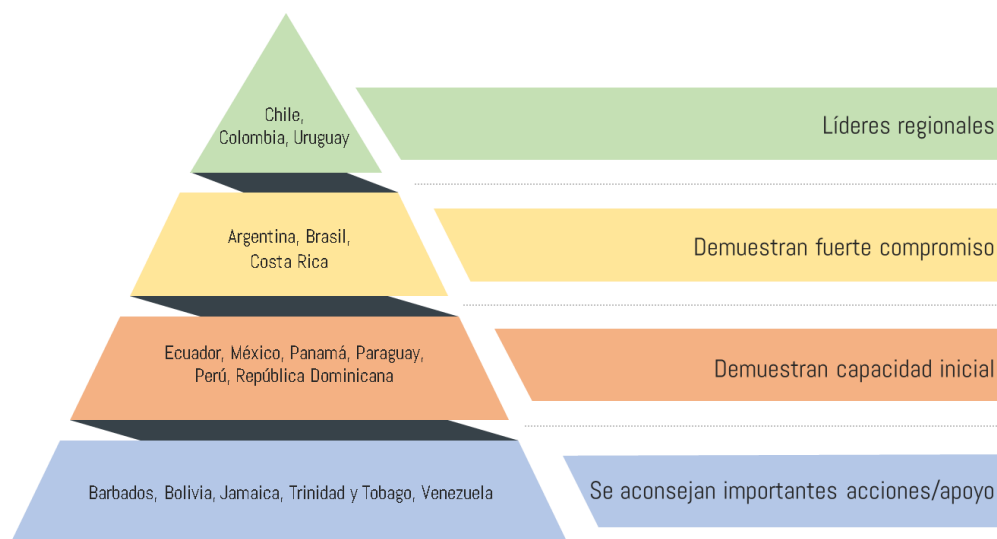 Chile,
Colombia, Uruguay
Líderes regionales
Argentina, Brasil,
Costa Rica
Demuestran fuerte compromiso
Ecuador, México, Panamá, Paraguay,
Perú, República Dominicana
Demuestran capacidad inicial
Barbados, Bolivia, Jamaica, Trinidad y Tobago, Venezuela
Se aconsejan importantes acciones/apoyo